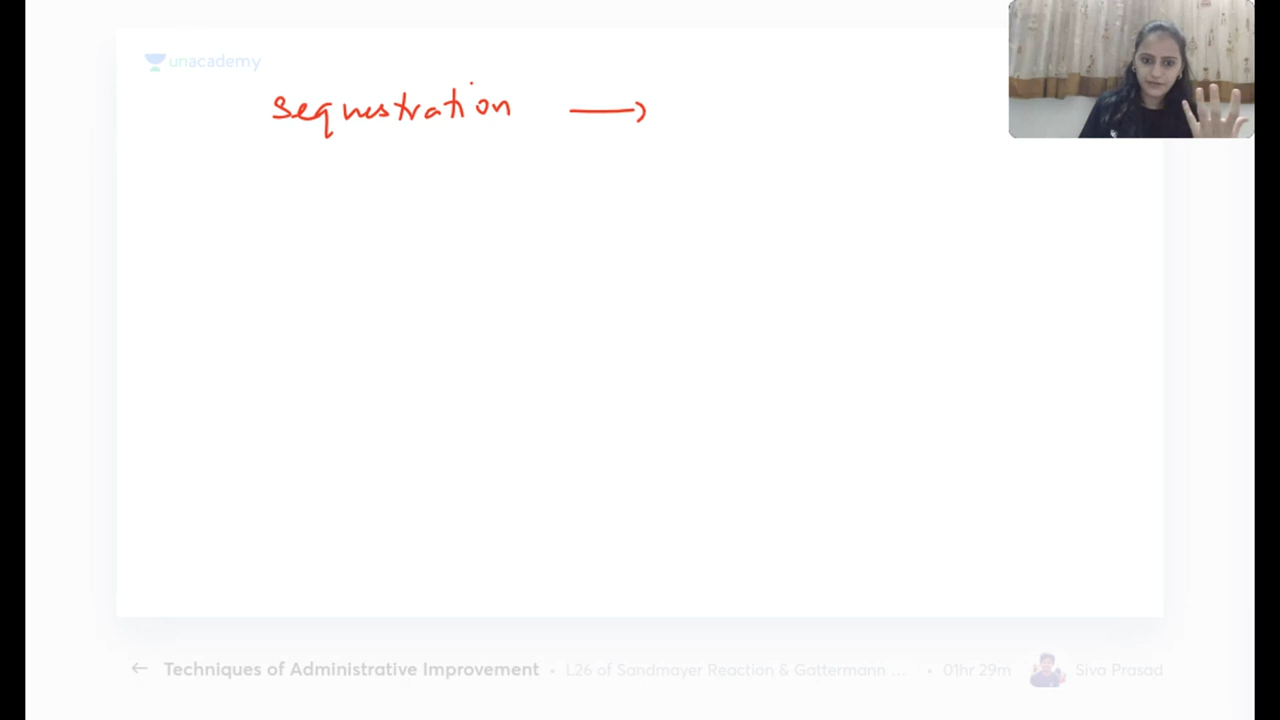 unacademy
sequestration →
← Techniques of Administrative Improvement • L26 of Sandmayer Reaction & Gattermann ... • 01hr 29m Siva Prasad